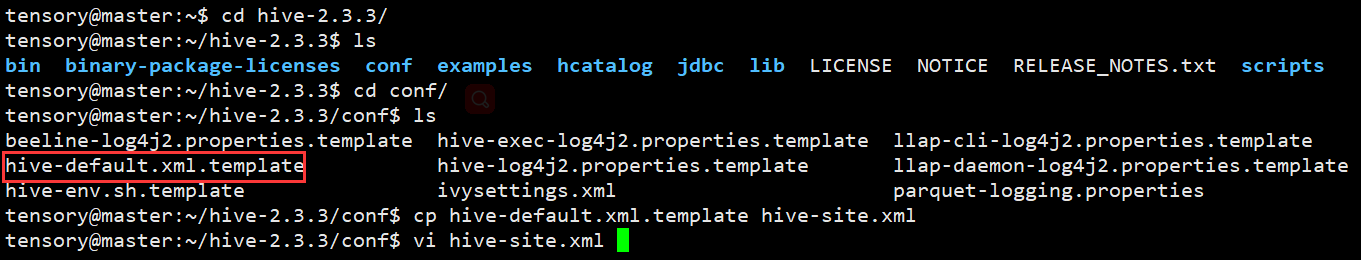 tensory@master:~$ cd hive-2.3.3/
tensory@master:~/hive-2.3.3$ ls
bin  binary-package-licenses  conf  examples  hcatalog  jdbc  lib  LICENSE  NOTICE  RELEASE_NOTES.txt  scripts
tensory@master:~/hive-2.3.3$ cd conf/
tensory@master:~/hive-2.3.3/conf$ ls
beeline-log4j2.properties.template  hive-exec-log4j2.properties.template  llap-cli-log4j2.properties.template
hive-default.xml.template  hive-log4j2.properties.template  llap-daemon-log4j2.properties.template
hive-env.sh.template  ivysettings.xml  parquet-logging.properties
tensory@master:~/hive-2.3.3/conf$ cp hive-default.xml.template hive-site.xml
tensory@master:~/hive-2.3.3/conf$ vi hive-site.xml